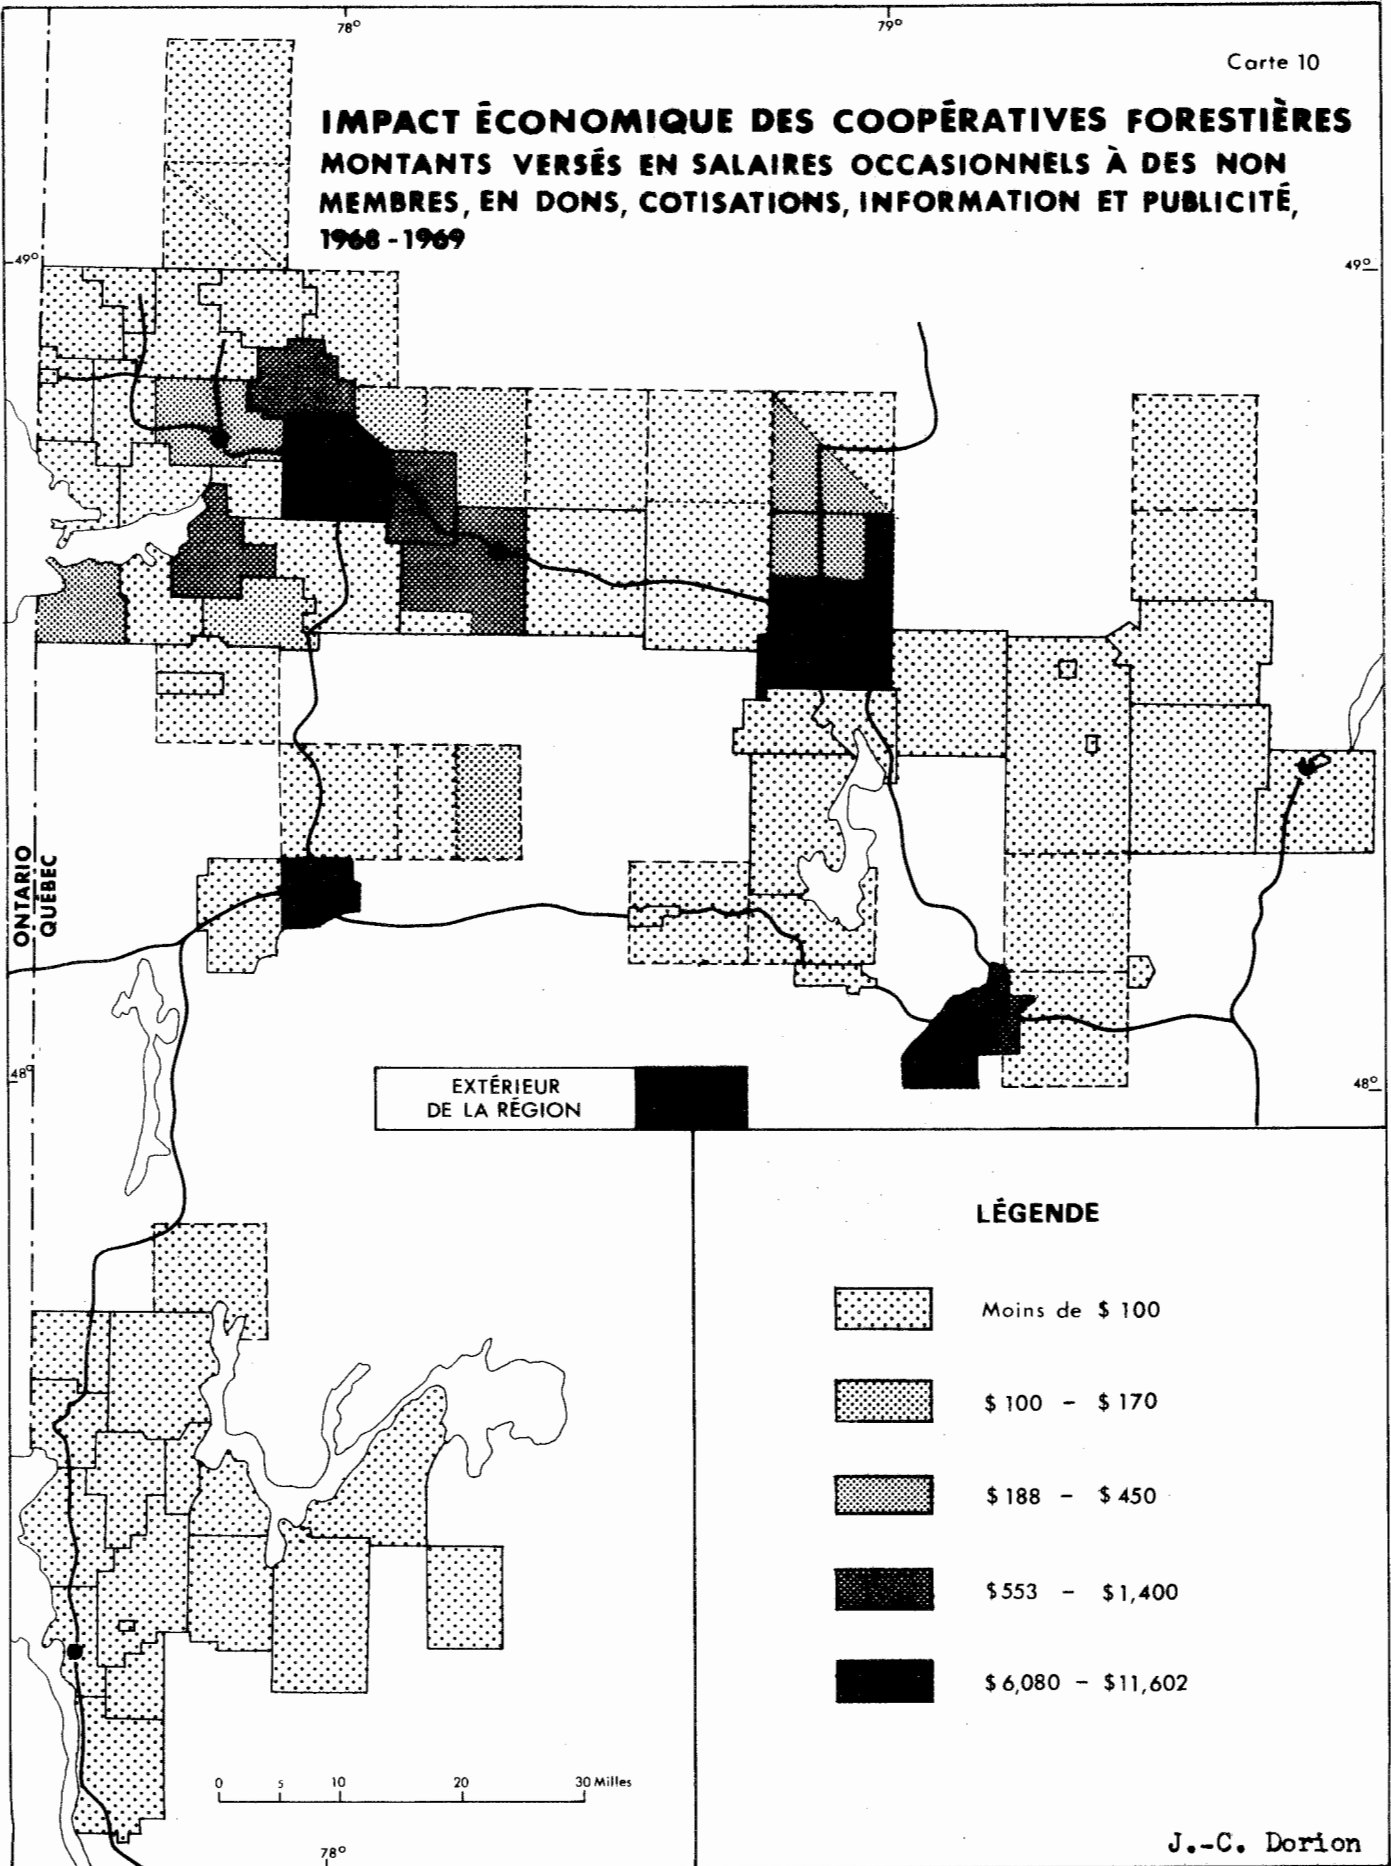 78°
79°
Carte 10
IMPACT ÉCONOMIQUE DES COOPÉRATIVES FORESTIÈRES
MONTANTS VERSÉS EN SALAIRES OCCASIONNELS À DES NON
MEMBRES, EN DONS, COTISATIONS, INFORMATION ET PUBLICITÉ,
1968 - 1969
49°
49°
ONTARIO
QUÉBEC
48°
48°
EXTÉRIEUR
DE LA RÉGION
LÉGENDE
Moins de $ 100
$ 100 - $ 170
$ 188 - $ 450
$ 553 - $ 1,400
$ 6,080 - $ 11,602
0 5 10 20 30 Milles
78°
J.-C. Dorion